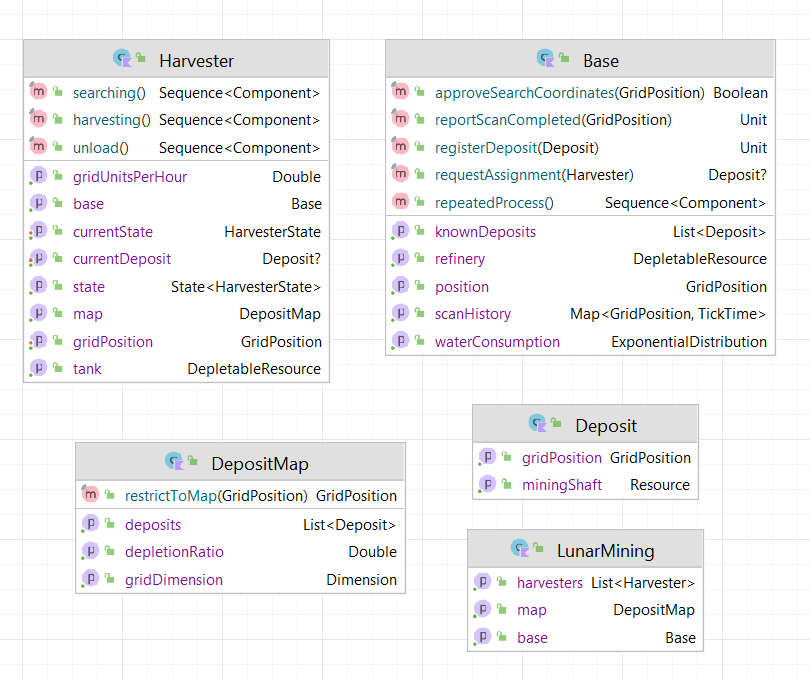 Harvester
searching() Sequence<Component>
harvesting() Sequence<Component>
unload() Sequence<Component>
gridUnitsPerHour Double
base Base
currentState HarvesterState
currentDeposit Deposit?
state State<HarvesterState>
map DepositMap
gridPosition GridPosition
tank DepletableResource
Base
approveSearchCoordinates(GridPosition) Boolean
reportScanCompleted(GridPosition) Unit
registerDeposit(Deposit) Unit
requestAssignment(Harvester) Deposit?
repeatedProcess() Sequence<Component>
knownDeposits List<Deposit>
refinery DepletableResource
position GridPosition
scanHistory Map<GridPosition, TickTime>
waterConsumption ExponentialDistribution
DepositMap
restrictToMap(GridPosition) GridPosition
deposits List<Deposit>
depletionRatio Double
gridDimension Dimension
Deposit
gridPosition GridPosition
miningShaft Resource
LunarMining
harvesters List<Harvester>
map DepositMap
base Base